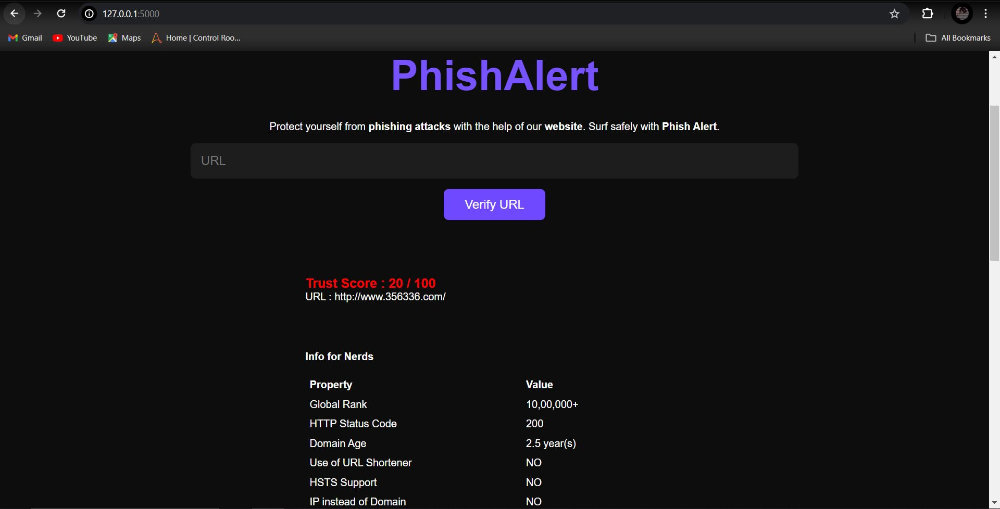 127.0.0.1:5000
Gmail YouTube Maps Home | Control Roo... All Bookmarks
PhishAlert
Protect yourself from phishing attacks with the help of our website. Surf safely with Phish Alert.
URL
Verify URL
Trust Score : 20 / 100
URL : http://www.356336.com/
Info for Nerds
Property Value
Global Rank 10,00,000+
HTTP Status Code 200
Domain Age 2.5 year(s)
Use of URL Shortener NO
HSTS Support NO
IP instead of Domain NO